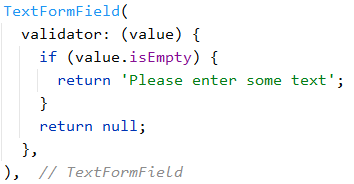 TextFormField(
  validator: (value) {
    if (value.isEmpty) {
      return 'Please enter some text';
    }
    return null;
  },
),  // TextFormField